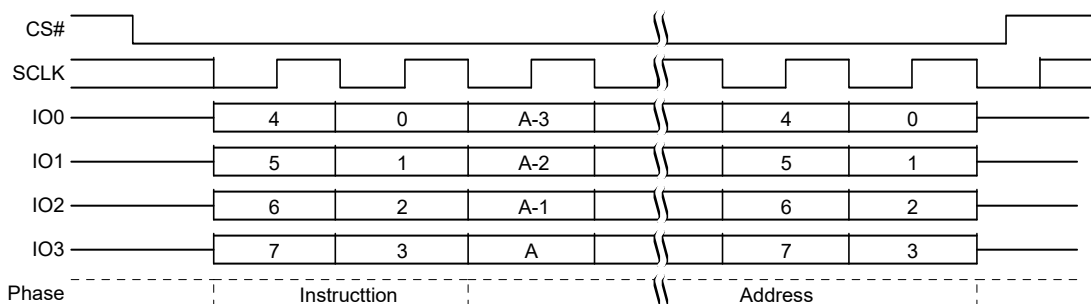 CS#
SCLK
IO0 4 0 A-3 4 0
IO1 5 1 A-2 5 1
IO2 6 2 A-1 6 2
IO3 7 3 A 7 3
Phase Instructtion Address